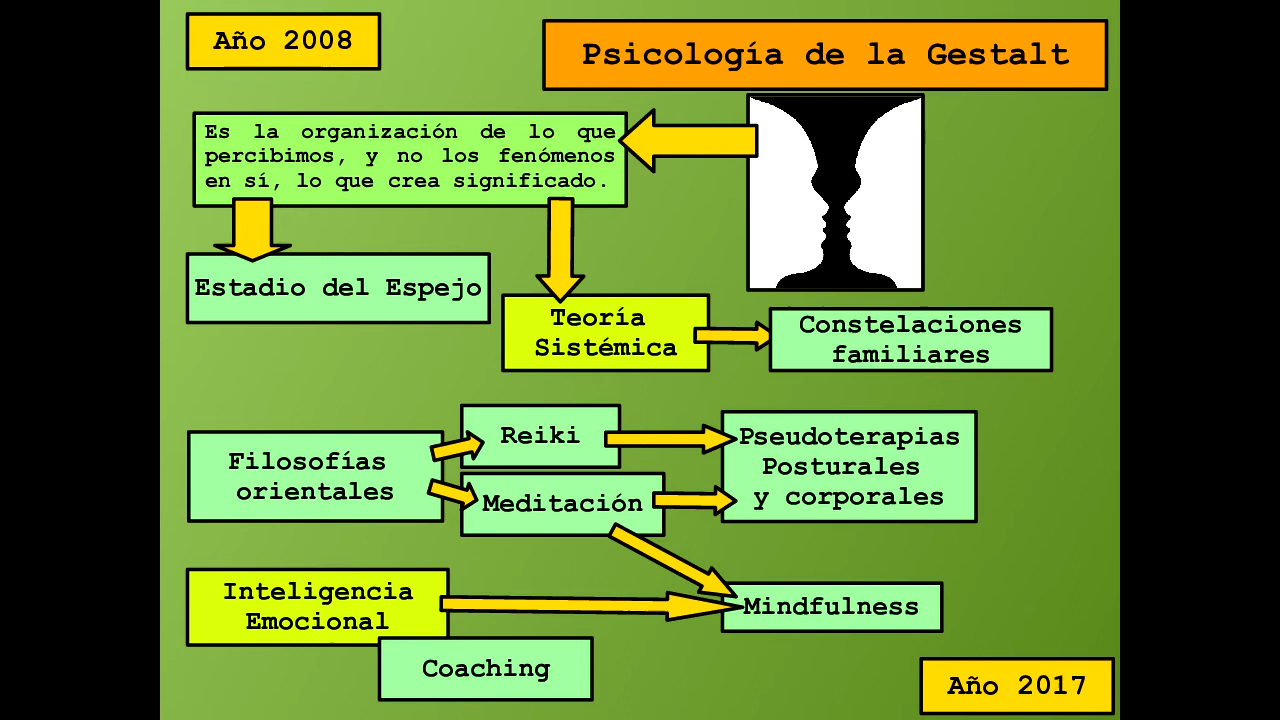 Año 2008
Psicología de la Gestalt
Es la organización de lo que
percibimos, y no los fenómenos
en sí, lo que crea significado.
Estadio del Espejo
Teoría
Sistémica
Constelaciones
familiares
Filosofías
orientales
Reiki
Meditación
Pseudoterapias
Posturales
y corporales
Inteligencia
Emocional
Mindfulness
Coaching
Año 2017